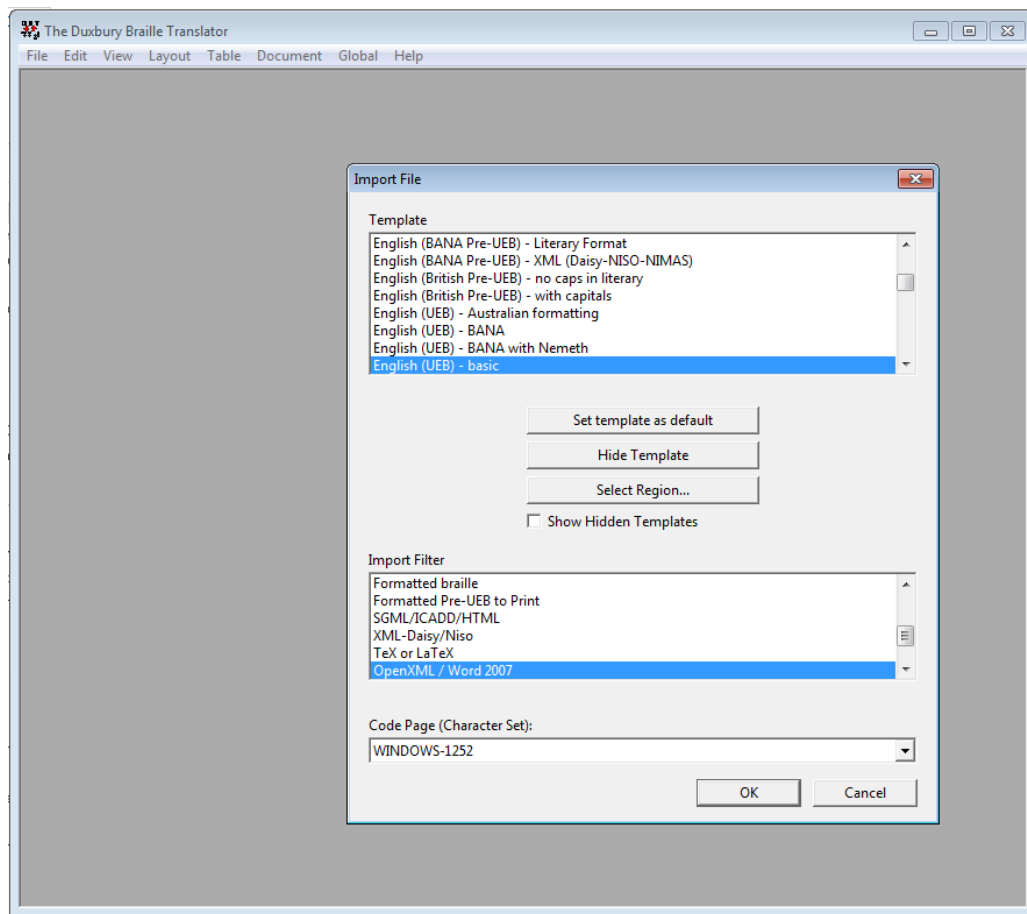 The Duxbury Braille Translator
File Edit View Layout Table Document Global Help
Import File
Template
English (BANA Pre-UEB) - Literary Format
English (BANA Pre-UEB) - XML (Daisy-NISO-NIMAS)
English (British Pre-UEB) - no caps in literary
English (British Pre-UEB) - with capitals
English (UEB) - Australian formatting
English (UEB) - BANA
English (UEB) - BANA with Nemeth
English (UEB) - basic
Set template as default
Hide Template
Select Region...
Show Hidden Templates
Import Filter
Formatted braille
Formatted Pre-UEB to Print
SGML/ICADD/HTML
XML-Daisy/Niso
TeX or LaTeX
OpenXML / Word 2007
Code Page (Character Set):
WINDOWS-1252
OK Cancel